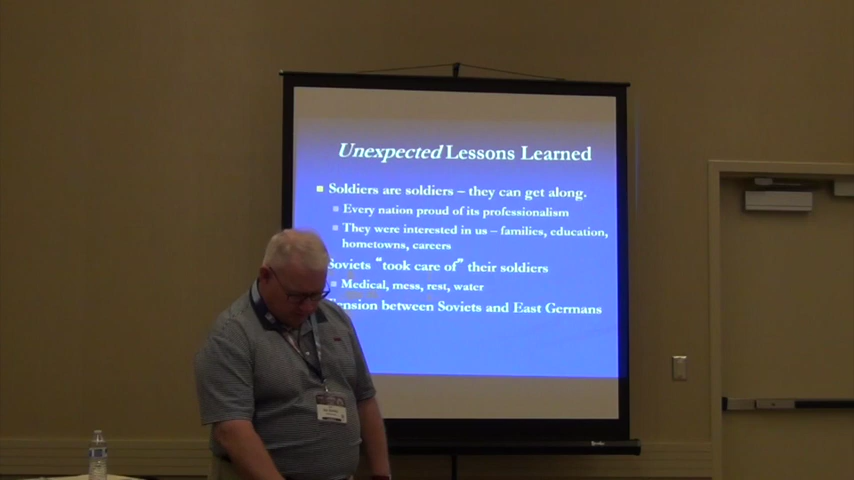 Unexpected Lessons Learned
Soldiers are soldiers – they can get along.
Every nation proud of its professionalism
They were interested in us – families, education,
hometowns, careers
Soviets “took care of” their soldiers
Medical, mess, rest, water
Tension between Soviets and East Germans